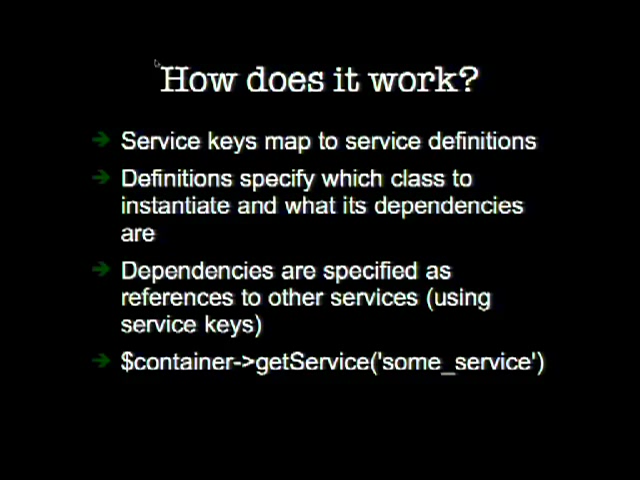 How does it work?
Service keys map to service definitions
Definitions specify which class to
instantiate and what its dependencies
are
Dependencies are specified as
references to other services (using
service keys)
$container->getService('some_service')